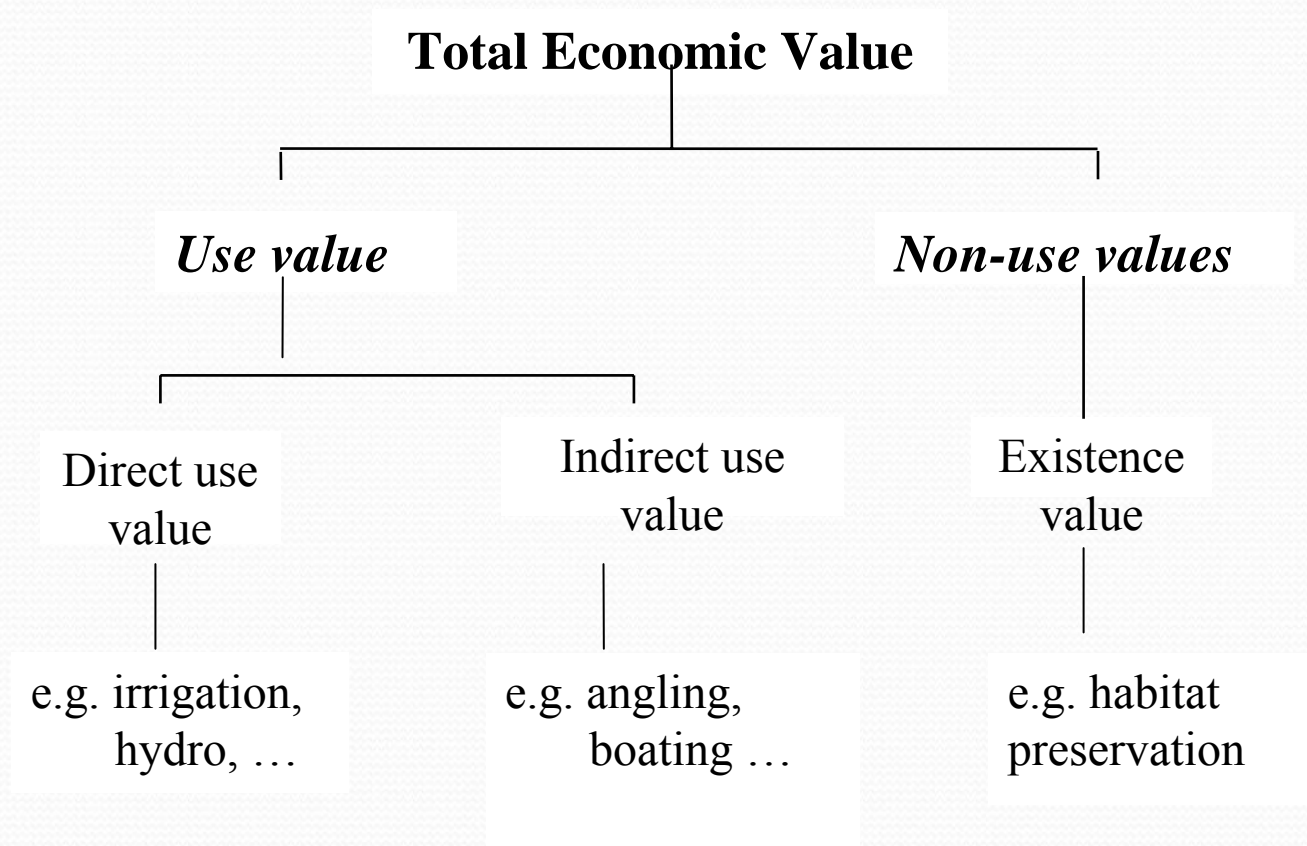 Total Economic Value
Use value
Non-use values
Direct use
value
Indirect use
value
Existence
value
e.g. irrigation,
hydro, …
e.g. angling,
boating …
e.g. habitat
preservation